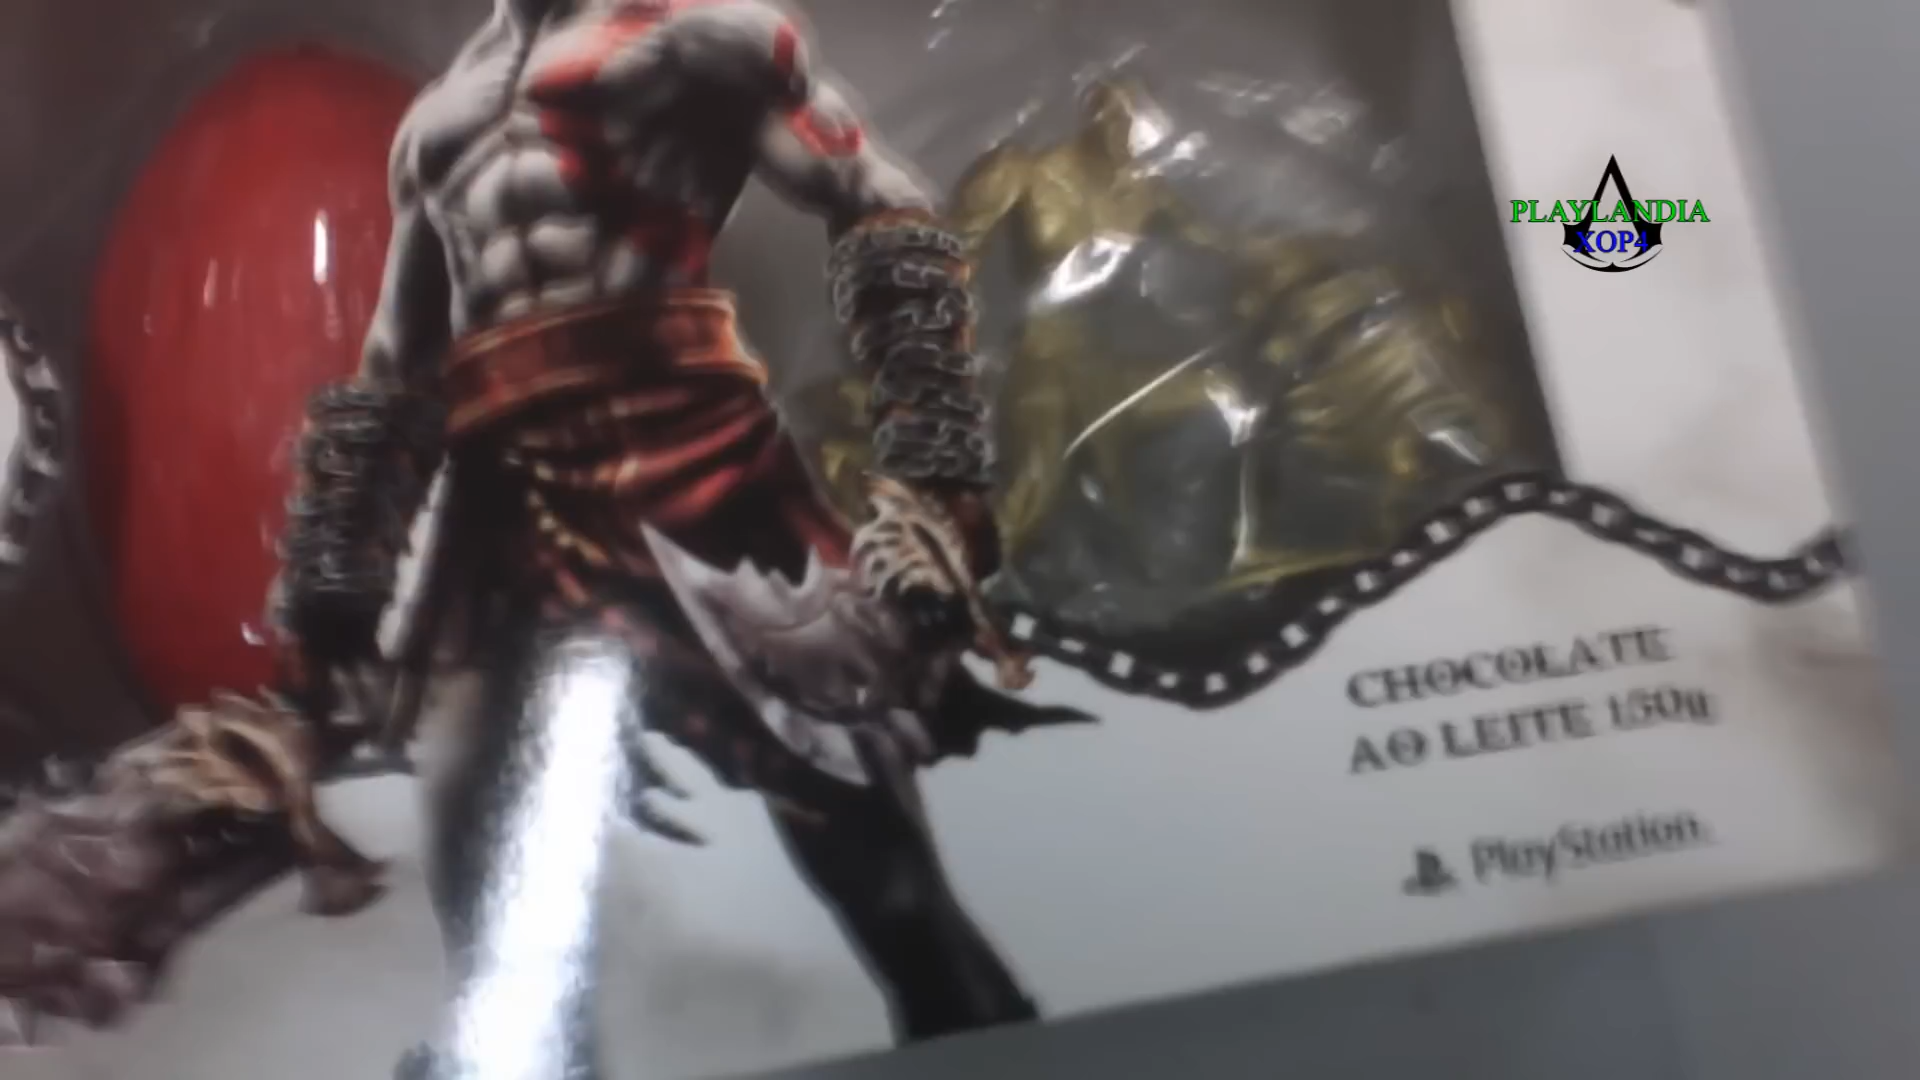 PLAYLANDIA
XOP4
CHOCOLATE
AO LEITE 150g
PlayStation